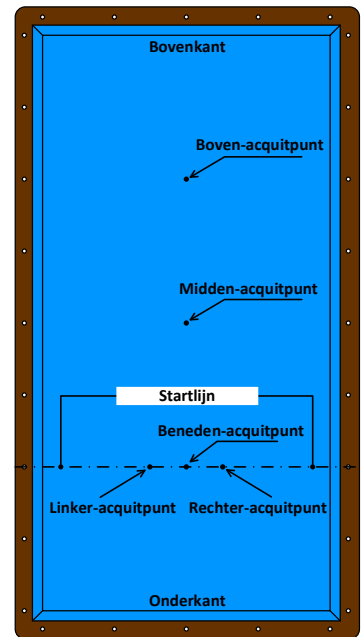 Bovenkant
Boven-acquitpunt
Midden-acquitpunt
Startlijn
Beneden-acquitpunt
Linker-acquitpunt
Rechter-acquitpunt
Onderkant